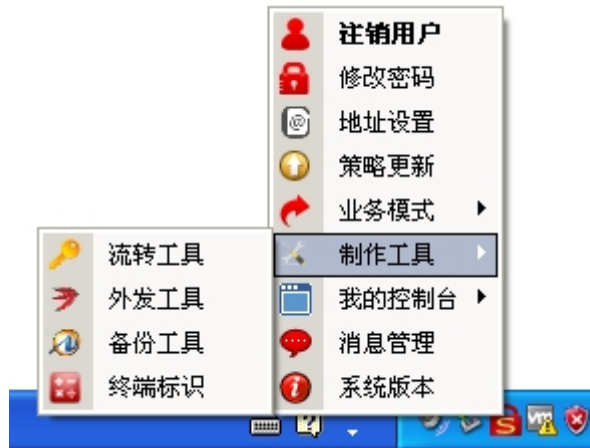 注销用户
修改密码
地址设置
策略更新
业务模式
制作工具
我的控制台
消息管理
系统版本
流转工具
外发工具
备份工具
终端标识